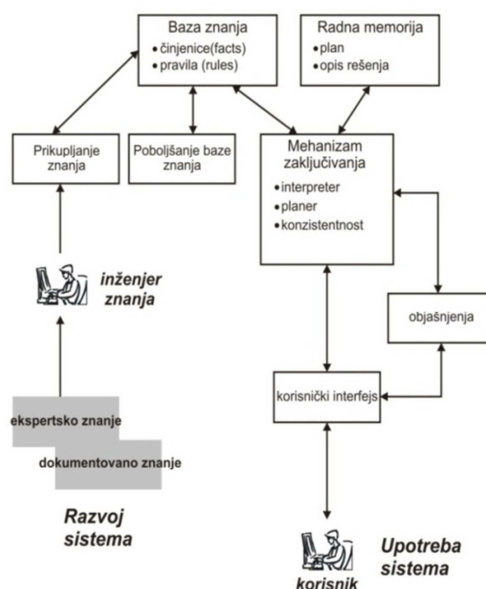 Baza znanja
• činjenice(facts)
• pravila (rules)
Radna memorija
• plan
• opis rešenja
Prikupljanje
znanja
Poboljšanje baze
znanja
Mehanizam
zaključivanja
• interpreter
• planer
• konzistentnost
inženjer
znanja
objašnjenja
korisnički interfejs
ekspertsko znanje
dokumentovano znanje
Razvoj
sistema
Upotreba
sistema
korisnik